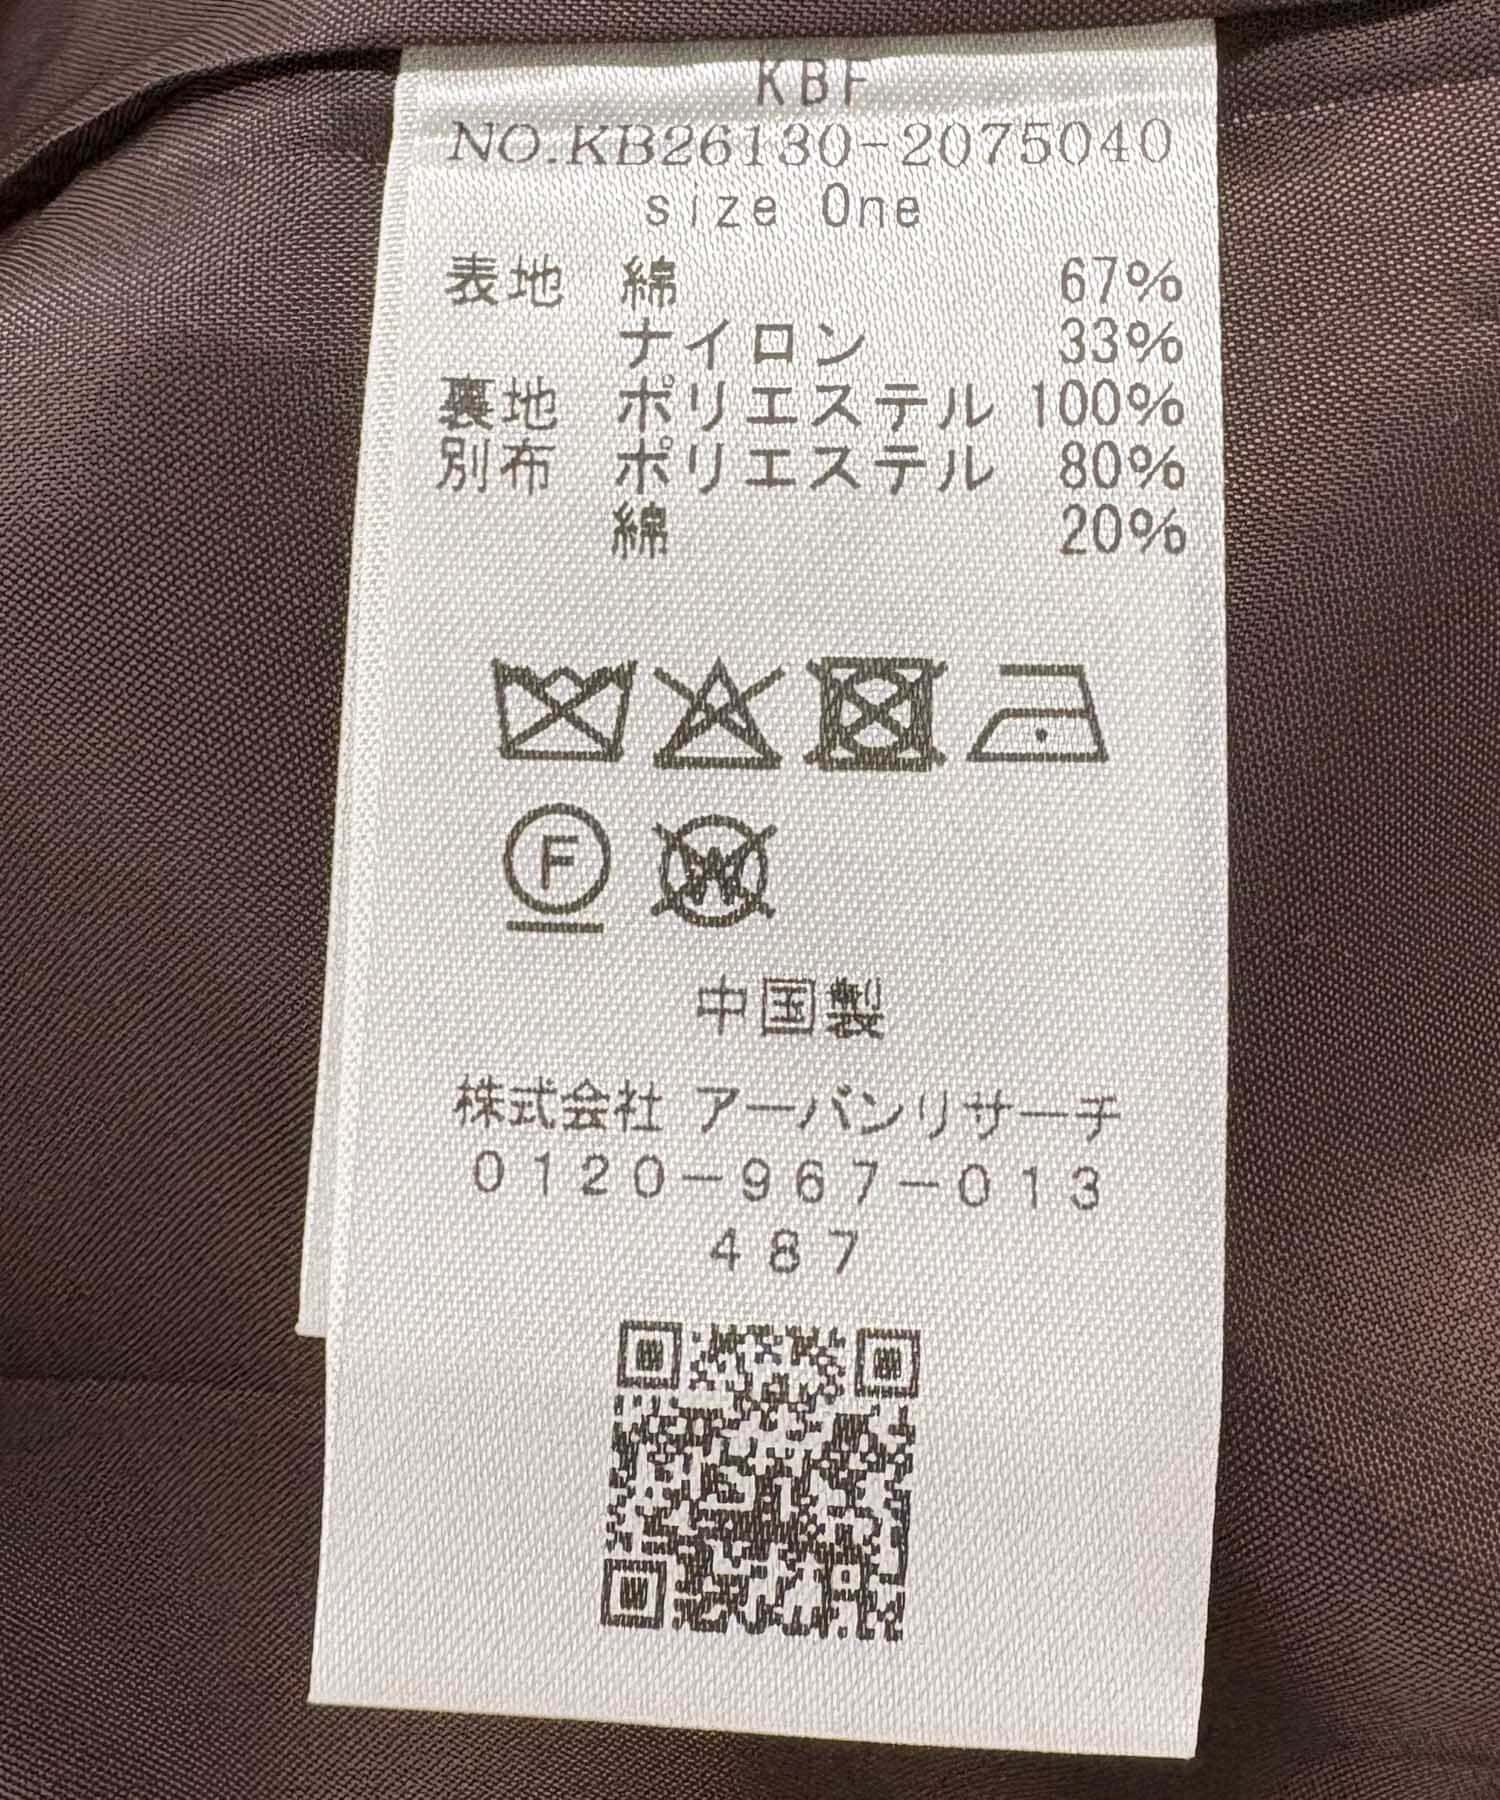 KBF
NO.KB26130-2075040
size One
表地 綿 67%
ナイロン 33%
裏地 ポリエステル 100%
別布 ポリエステル 80%
綿 20%
F
W
中国製
株式会社 アーバンリサーチ
0120-967-013
487